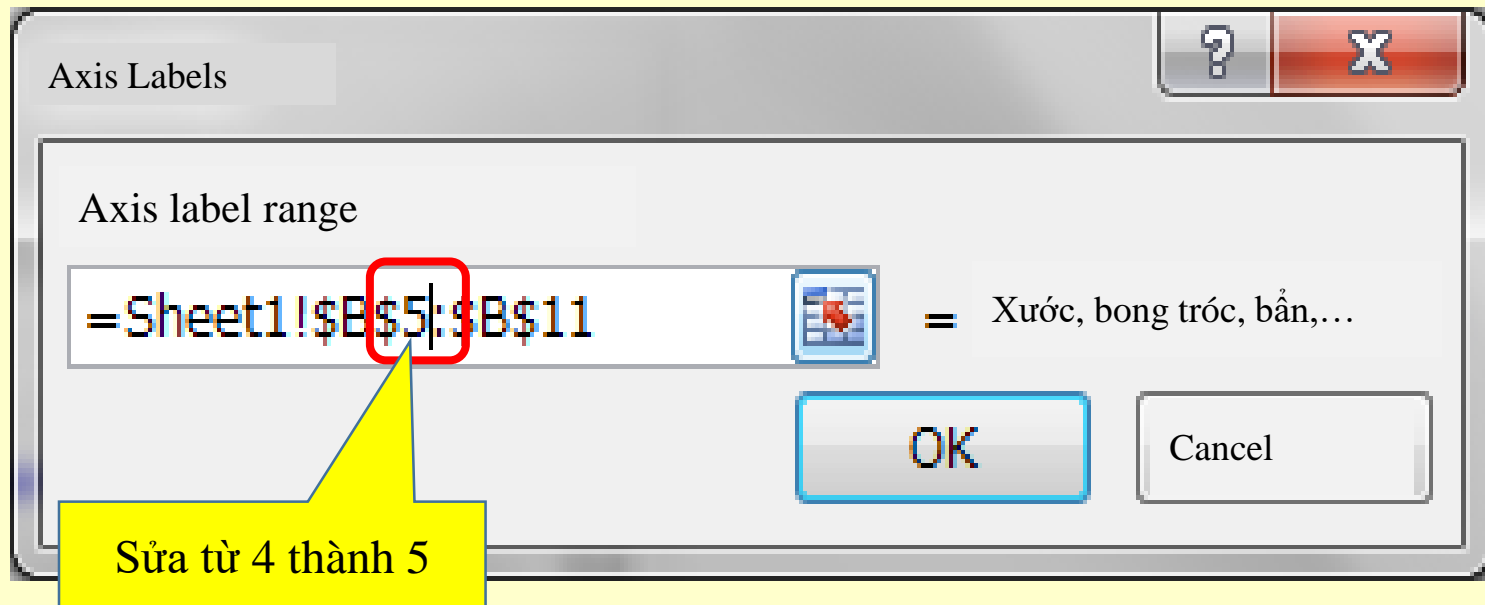 Axis Labels
Axis label range
=Sheet1!$B$5:$B$11
= Xước, bong tróc, bẩn,...
OK
Cancel
Sửa từ 4 thành 5